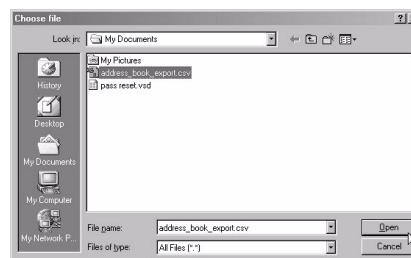 Choose file
?
Look in: My Documents
My Pictures
address_book_export.csv
pass reset.vsd
History
Desktop
My Documents
My Computer
My Network P...
File name: address_book_export.csv Open
Files of type: All Files (*.*) Cancel